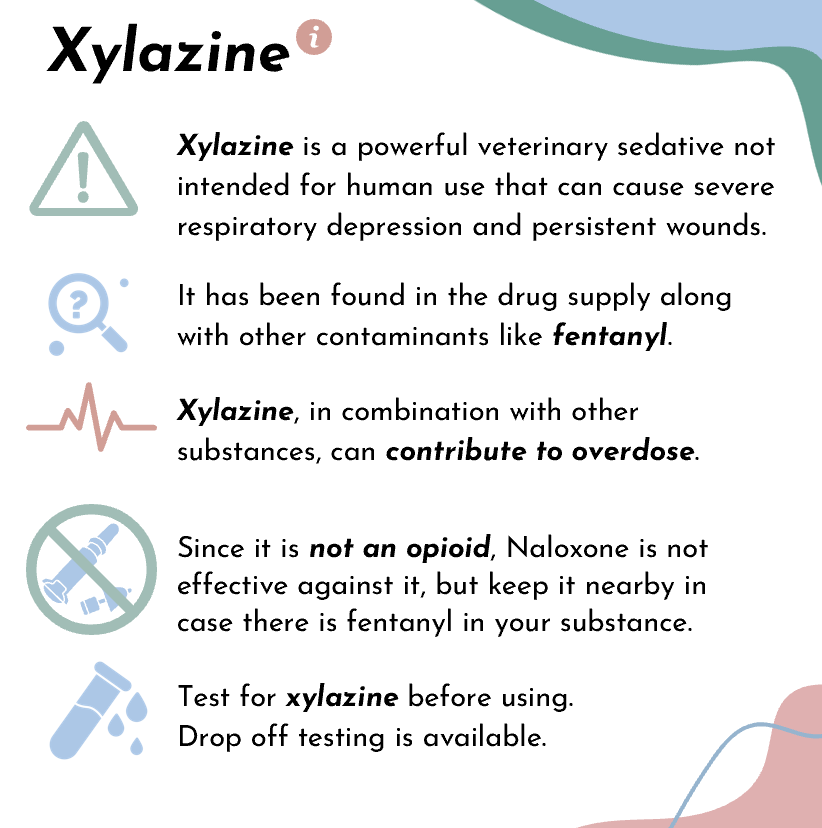 Xylazine i
Xylazine is a powerful veterinary sedative not
intended for human use that can cause severe
respiratory depression and persistent wounds.
?
It has been found in the drug supply along
with other contaminants like fentanyl.
Xylazine, in combination with other
substances, can contribute to overdose.
Since it is not an opioid, Naloxone is not
effective against it, but keep it nearby in
case there is fentanyl in your substance.
Test for xylazine before using.
Drop off testing is available.